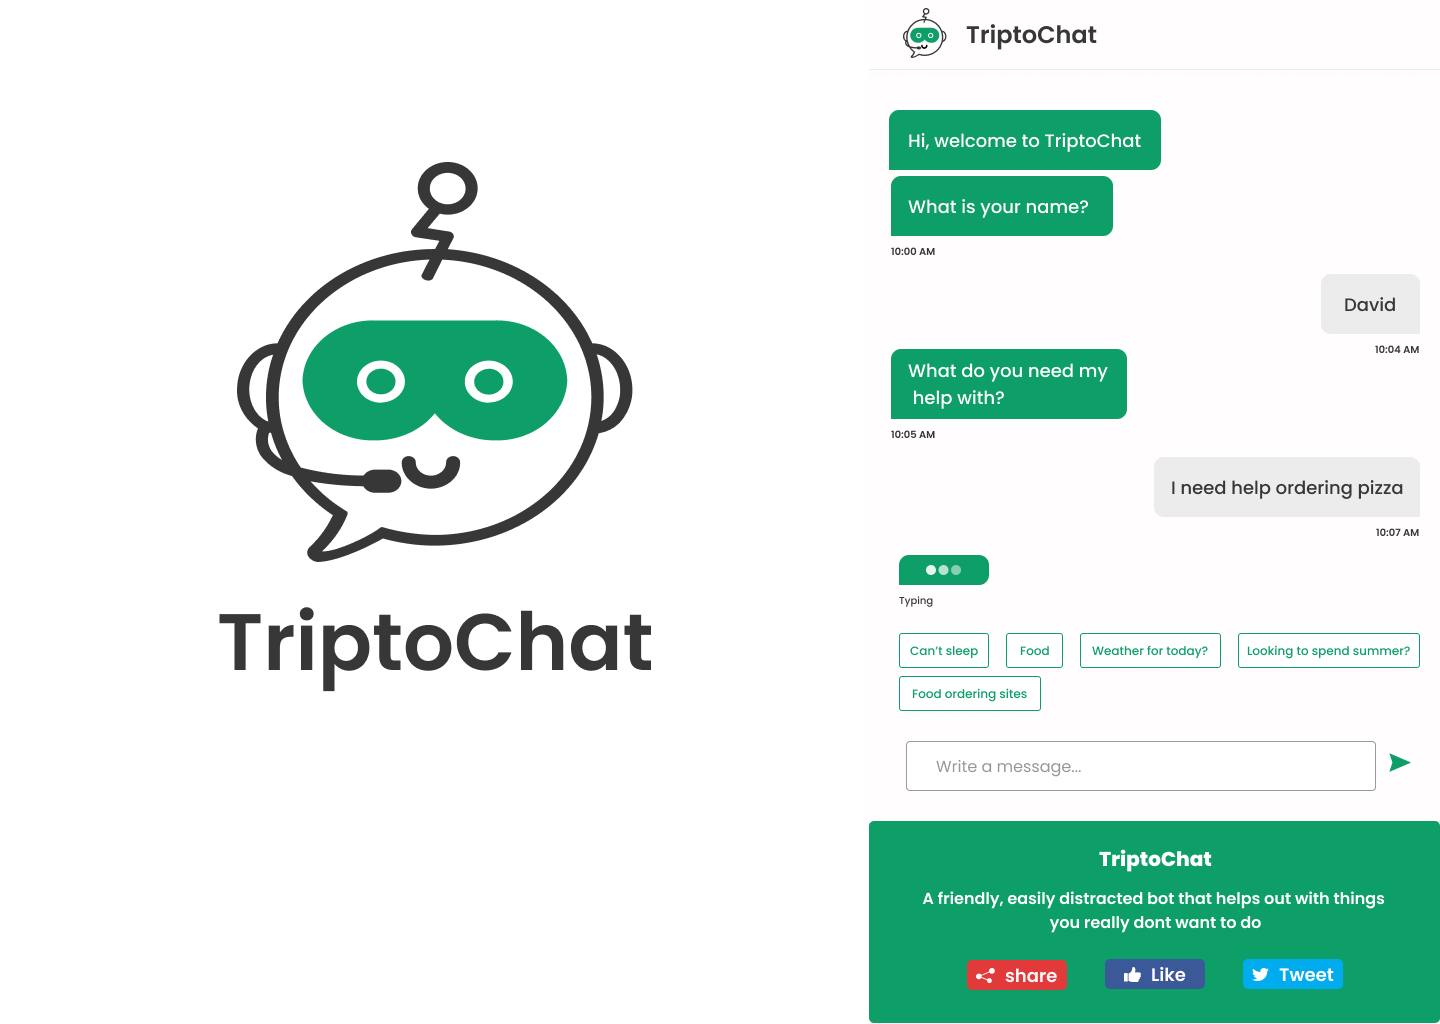 TriptoChat
TriptoChat
Hi, welcome to TriptoChat
What is your name?
10:00 AM
David
10:04 AM
What do you need my
help with?
10:05 AM
I need help ordering pizza
10:07 AM
Typing
Can't sleep
Food
Weather for today?
Looking to spend summer?
Food ordering sites
Write a message...
TriptoChat
A friendly, easily distracted bot that helps out with things
you really dont want to do
share
Like
Tweet